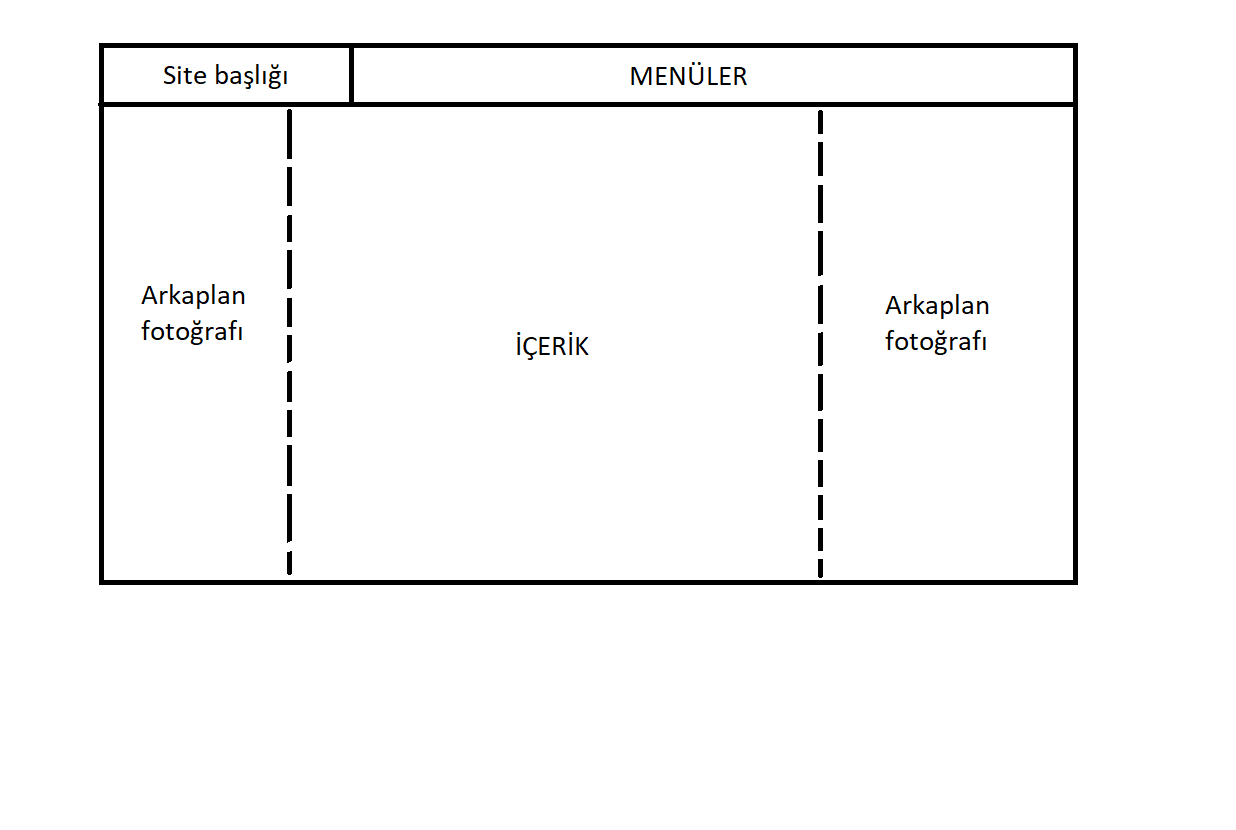 Site başlığı
MENÜLER
Arkaplan
fotoğrafı
İÇERİK
Arkaplan
fotoğrafı